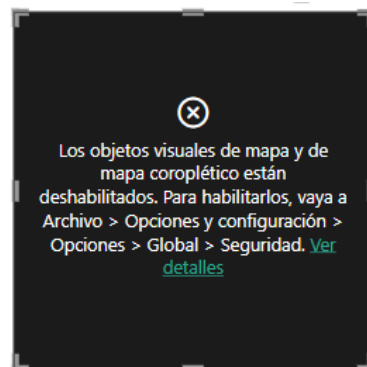 Los objetos visuales de mapa y de
mapa coroplético están
deshabilitados. Para habilitarlos, vaya a
Archivo > Opciones y configuración >
Opciones > Global > Seguridad. Ver
detalles